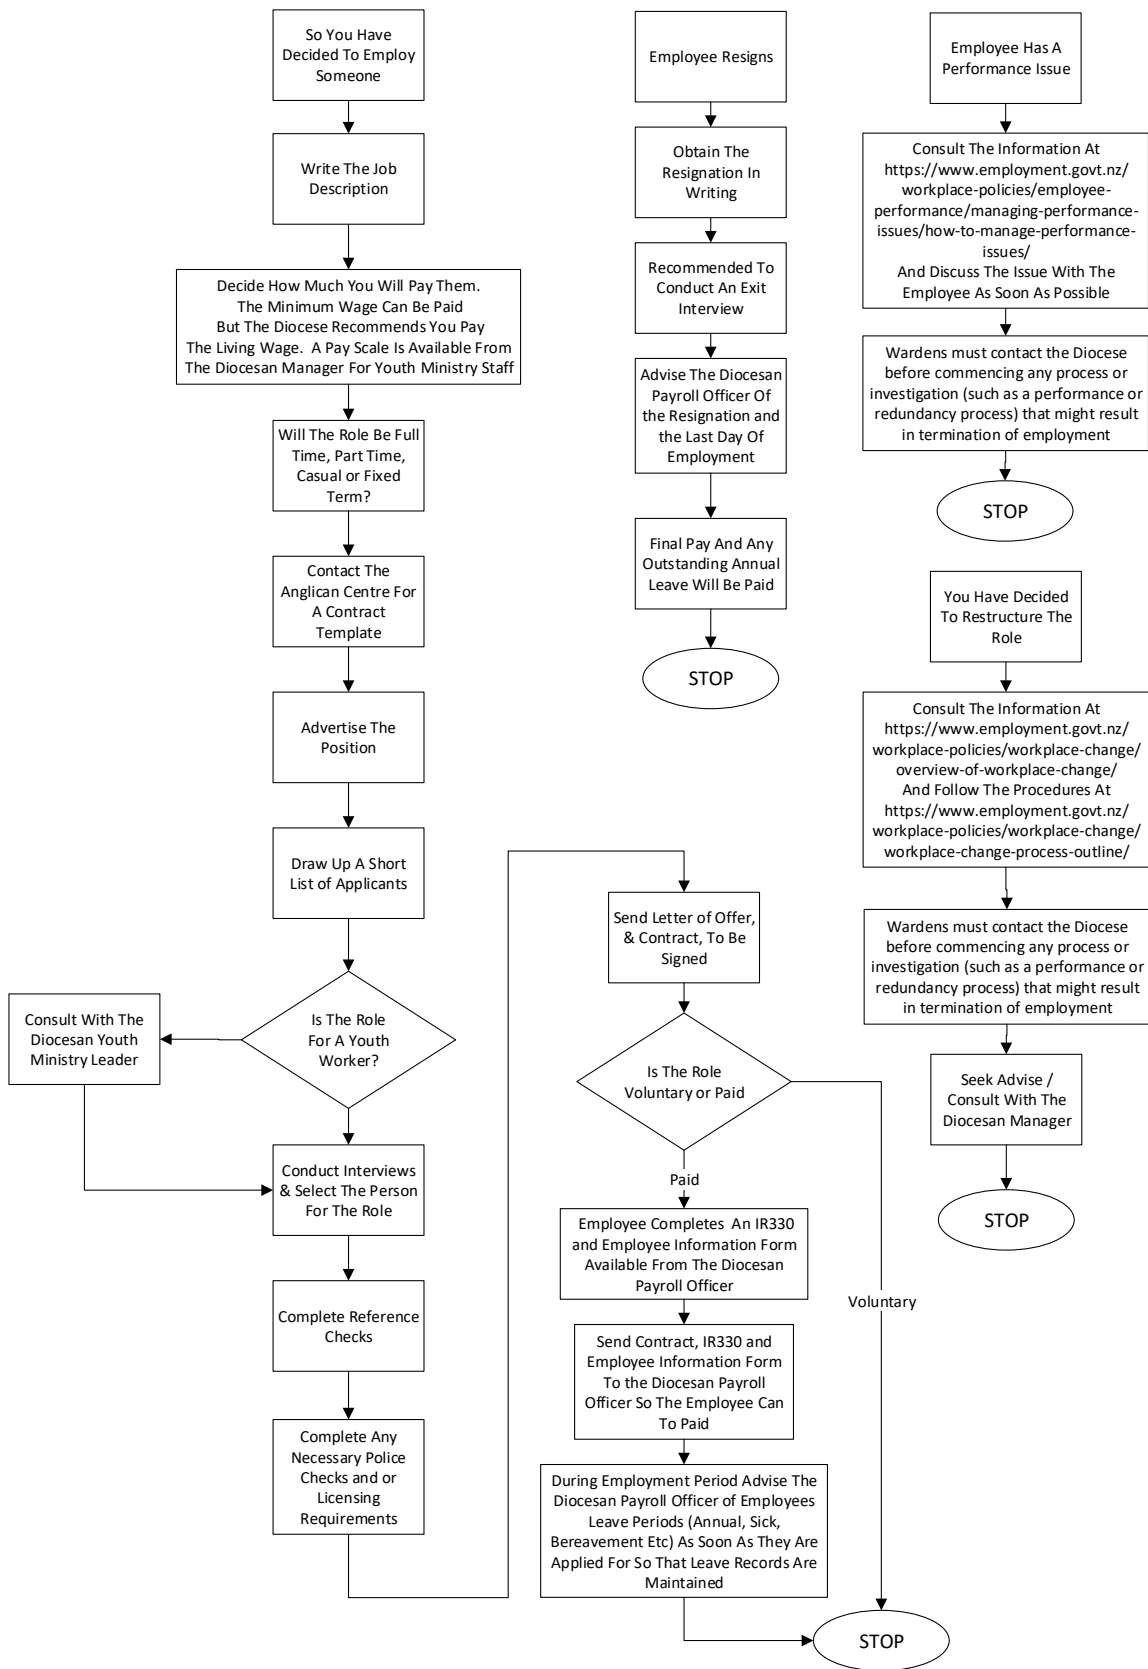 So You Have
Decided To Employ
Someone
Write The Job
Description
Decide How Much You Will Pay Them.
The Minimum Wage Can Be Paid
But The Diocese Recommends You Pay
The Living Wage. A Pay Scale Is Available From
The Diocesan Manager For Youth Ministry Staff
Will The Role Be Full
Time, Part Time,
Casual or Fixed
Term?
Contact The
Anglican Centre For
A Contract
Template
Advertise The
Position
Draw Up A Short
List of Applicants
Is The Role
For A Youth
Worker?
Consult With The
Diocesan Youth
Ministry Leader
Conduct Interviews
& Select The Person
For The Role
Complete Reference
Checks
Complete Any
Necessary Police
Checks and or
Licensing
Requirements
Send Letter of Offer,
& Contract, To Be
Signed
Is The Role
Voluntary or Paid
Paid
Voluntary
Employee Completes An IR330
and Employee Information Form
Available From The Diocesan
Payroll Officer
Send Contract, IR330 and
Employee Information Form
To the Diocesan Payroll
Officer So The Employee Can
To Paid
During Employment Period Advise The
Diocesan Payroll Officer of Employees
Leave Periods (Annual, Sick,
Bereavement Etc) As Soon As They Are
Applied For So That Leave Records Are
Maintained
STOP
Employee Resigns
Obtain The
Resignation In
Writing
Recommended To
Conduct An Exit
Interview
Advise The Diocesan
Payroll Officer Of
the Resignation and
the Last Day Of
Employment
Final Pay And Any
Outstanding Annual
Leave Will Be Paid
STOP
Employee Has A
Performance Issue
Consult The Information At
https://www.employment.govt.nz/
workplace-policies/employee-
performance/managing-performance-
issues/how-to-manage-performance-
issues/
And Discuss The Issue With The
Employee As Soon As Possible
Wardens must contact the Diocese
before commencing any process or
investigation (such as a performance or
redundancy process) that might result
in termination of employment
STOP
You Have Decided
To Restructure The
Role
Consult The Information At
https://www.employment.govt.nz/
workplace-policies/workplace-change/
overview-of-workplace-change/
And Follow The Procedures At
https://www.employment.govt.nz/
workplace-policies/workplace-change/
workplace-change-process-outline/
Wardens must contact the Diocese
before commencing any process or
investigation (such as a performance or
redundancy process) that might result
in termination of employment
Seek Advise /
Consult With The
Diocesan Manager
STOP